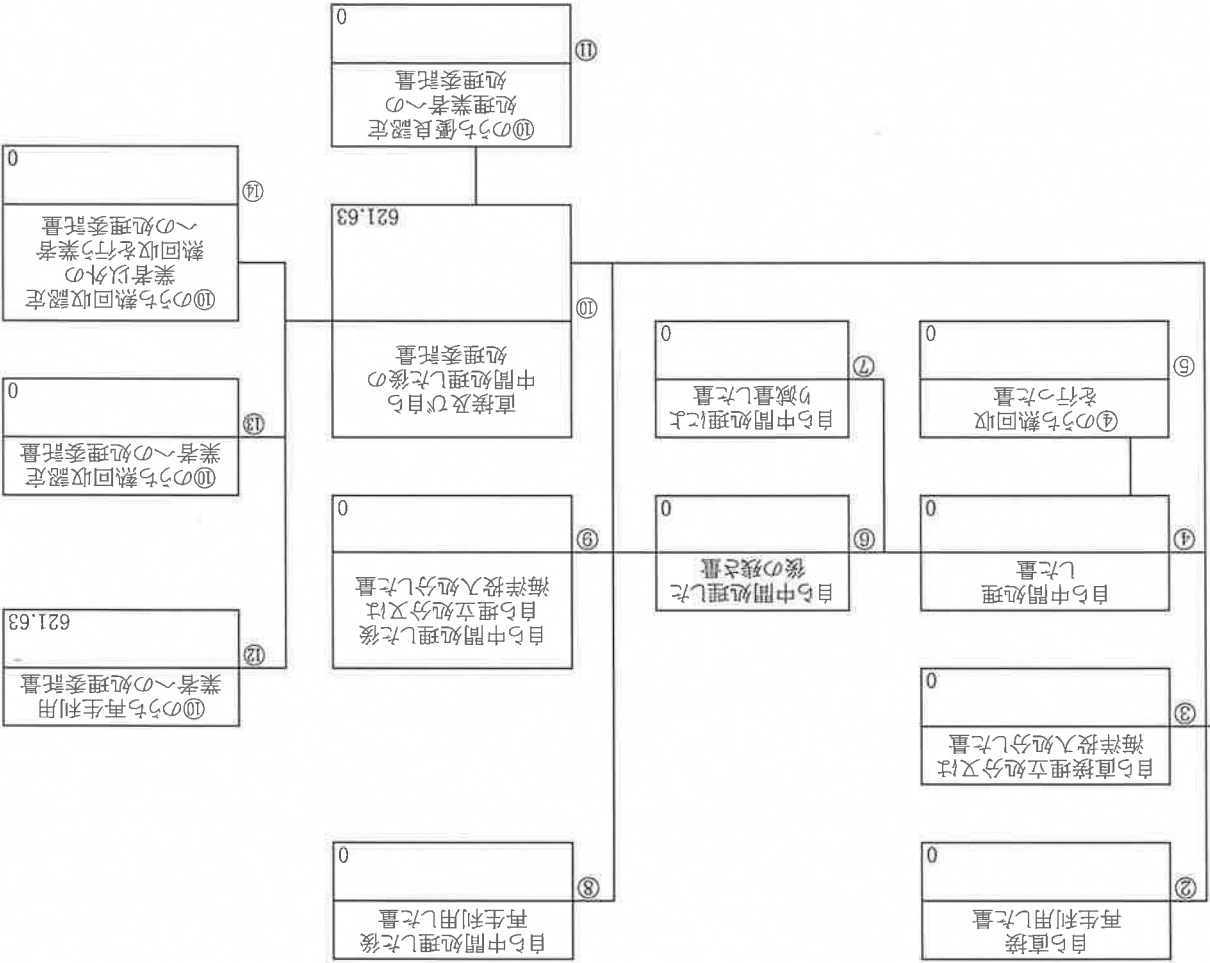 ②
自ら直接
再生利用した量
0
③
自ら直接埋立処分又は
海洋投入処分した量
0
④
自ら中間処理
した量
0
⑤
④のうち熱回収
を行った量
0
⑥
自ら中間処理した
後の残さ量
0
⑦
自ら中間処理によ
り減量した量
0
⑧
自ら中間処理した後
再生利用した量
0
⑨
自ら中間処理した後
自ら埋立処分又は
海洋投入処分した量
0
⑩
直接及び自ら
中間処理した後の
処理委託量
621.63
⑪
⑩のうち優良認定
処理業者への
処理委託量
0
⑫
⑩のうち再生利用
業者への処理委託量
621.63
⑬
⑩のうち熱回収認定
業者への処理委託量
0
⑭
⑩のうち熱回収認定
業者以外の
熱回収を行う業者
への処理委託量
0